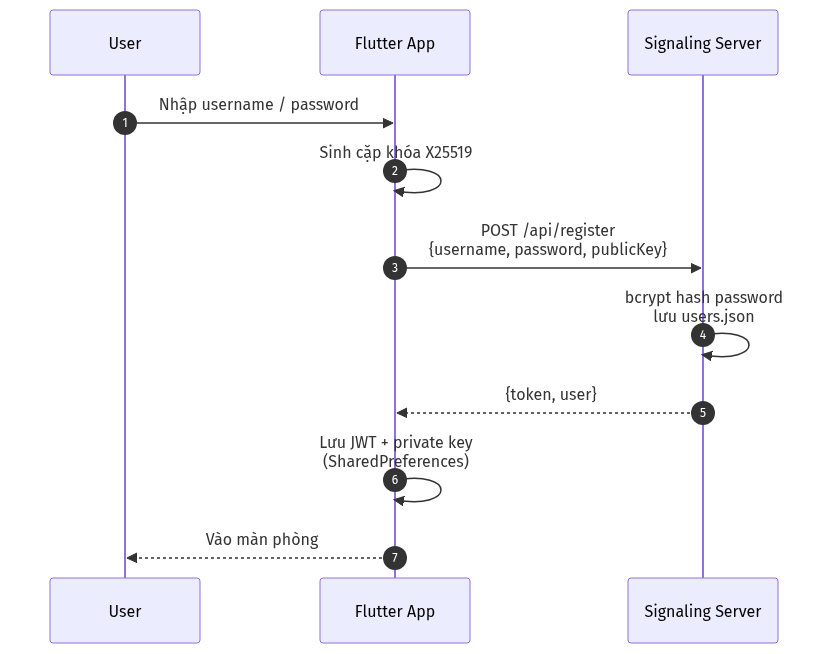 User
Flutter App
Signaling Server
Nhập username / password
1
Sinh cặp khóa X25519
2
POST /api/register
{username, password, publicKey}
3
bcrypt hash password
lưu users.json
4
{token, user}
5
Lưu JWT + private key
(SharedPreferences)
6
Vào màn phòng
7
User
Flutter App
Signaling Server